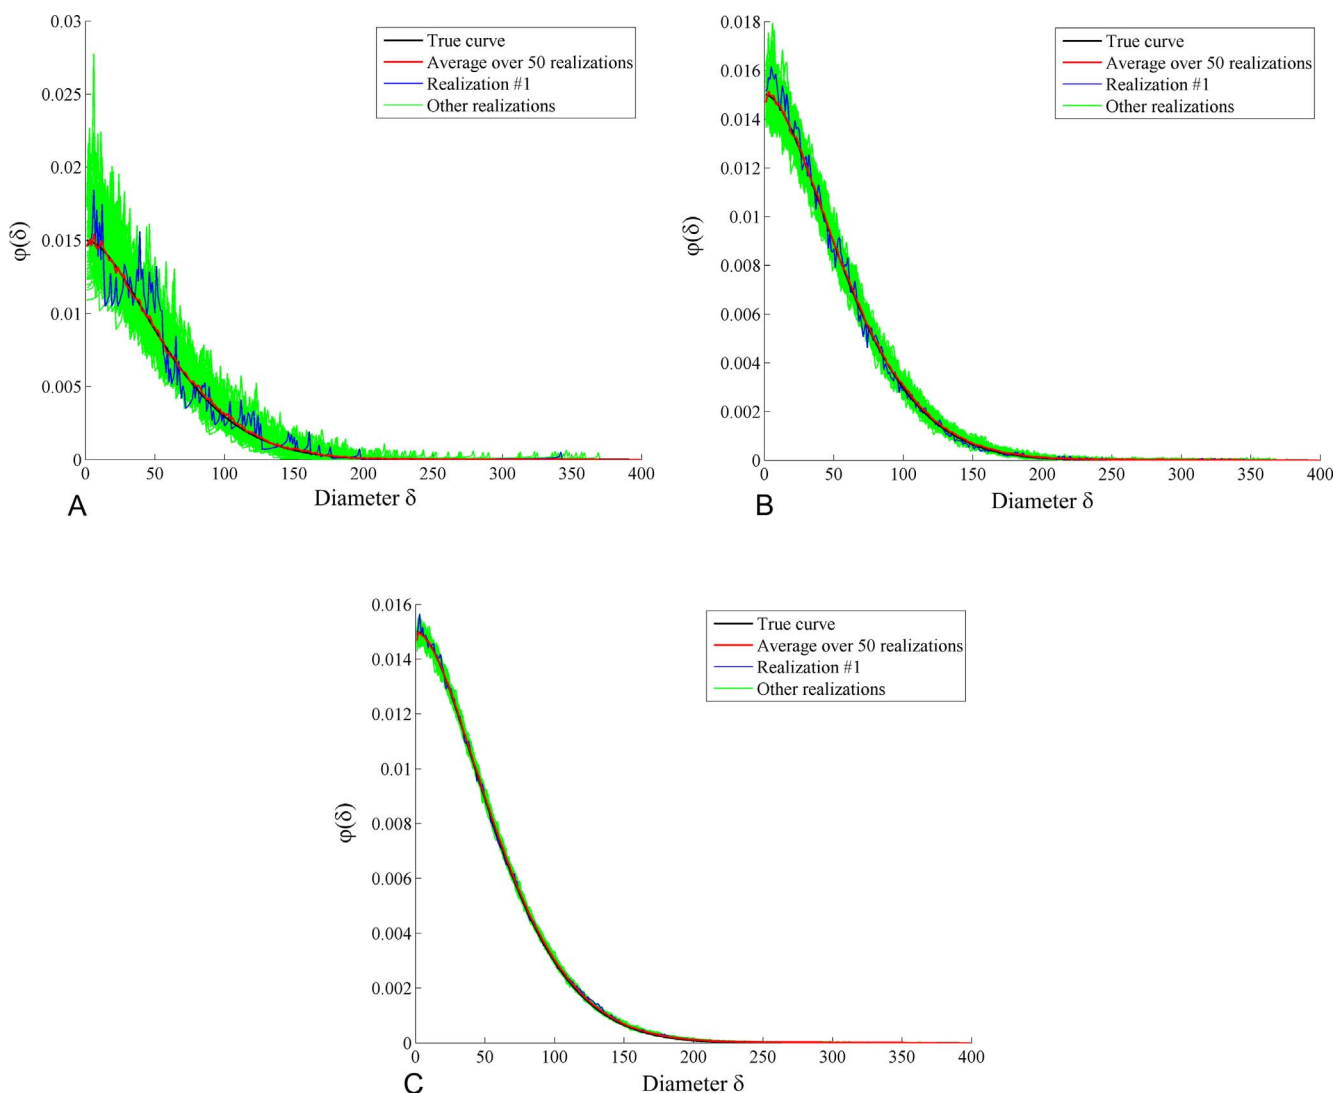 0.03
0.025
0.02
0.015
0.01
0.005
0
φ(δ)
0 50 100 150 200 250 300 350 400
Diameter δ
A
True curve
Average over 50 realizations
Realization #1
Other realizations
0.018
0.016
0.014
0.012
0.01
0.008
0.006
0.004
0.002
0
φ(δ)
0 50 100 150 200 250 300 350 400
Diameter δ
B
True curve
Average over 50 realizations
Realization #1
Other realizations
0.016
0.014
0.012
0.01
0.008
0.006
0.004
0.002
0
φ(δ)
0 50 100 150 200 250 300 350 400
Diameter δ
C
True curve
Average over 50 realizations
Realization #1
Other realizations